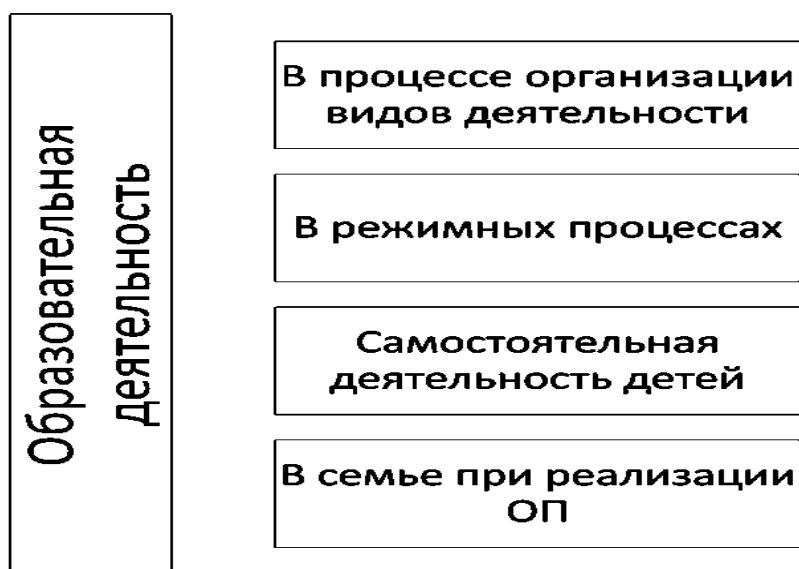 Образовательная
деятельность
В процессе организации
видов деятельности
В режимных процессах
Самостоятельная
деятельность детей
В семье при реализации
ОП